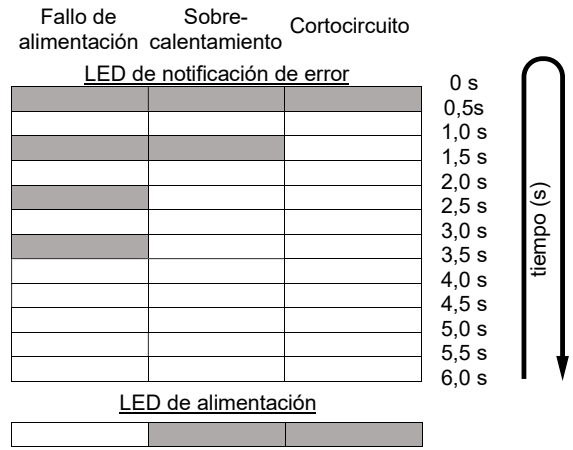 Fallo de
alimentación
Sobre-
calentamiento
Cortocircuito
LED de notificación de error
0 s
0,5s
1,0 s
1,5 s
2,0 s
2,5 s
3,0 s
3,5 s
4,0 s
4,5 s
5,0 s
5,5 s
6,0 s
tiempo (s)
LED de alimentación